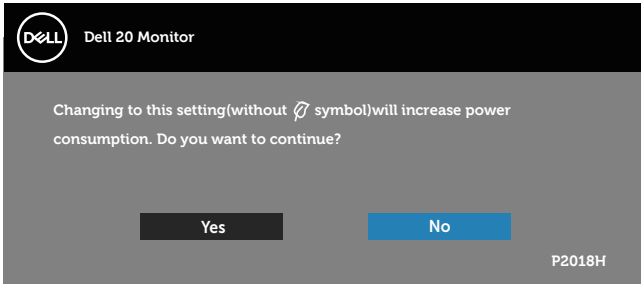 DELL
Dell 20 Monitor
Changing to this setting(without symbol)will increase power
consumption. Do you want to continue?
Yes
No
P2018H